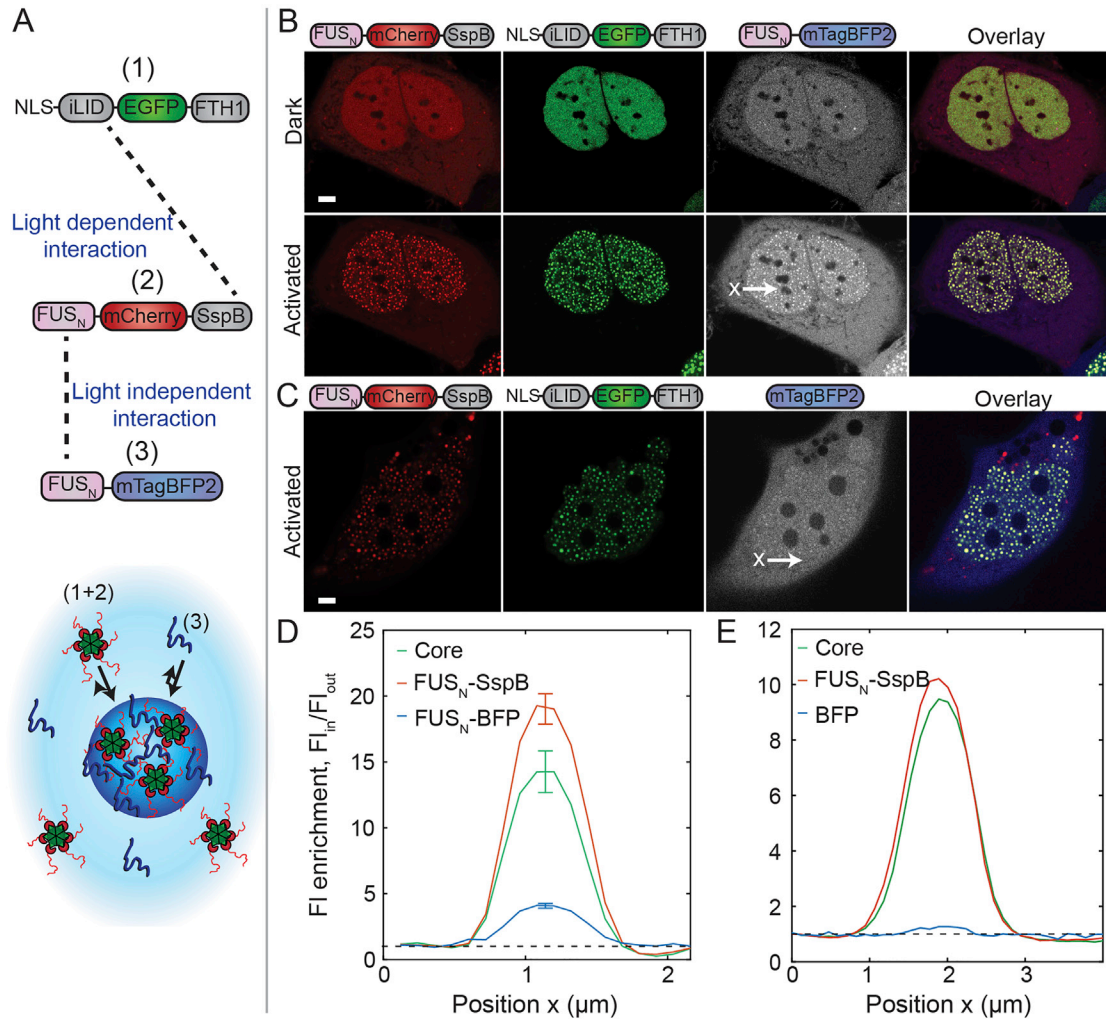 A
(1)
NLS iLID EGFP FTH1
Light dependent
interaction
(2)
FUSN mCherry SspB
Light independent
interaction
(3)
FUSN mTagBFP2
(1+2)
(3)
B
FUSN mCherry SspB NLS iLID EGFP FTH1 FUSN mTagBFP2 Overlay
Dark
Activated
x
C
FUSN mCherry SspB NLS iLID EGFP FTH1 mTagBFP2 Overlay
Activated
x
D
FI enrichment, FIin/FIout
25
20
15
10
5
0
Core
FUSN-SspB
FUSN-BFP
0 1 2
Position x (µm)
E
12
10
8
6
4
2
0
Core
FUSN-SspB
BFP
0 1 2 3
Position x (µm)